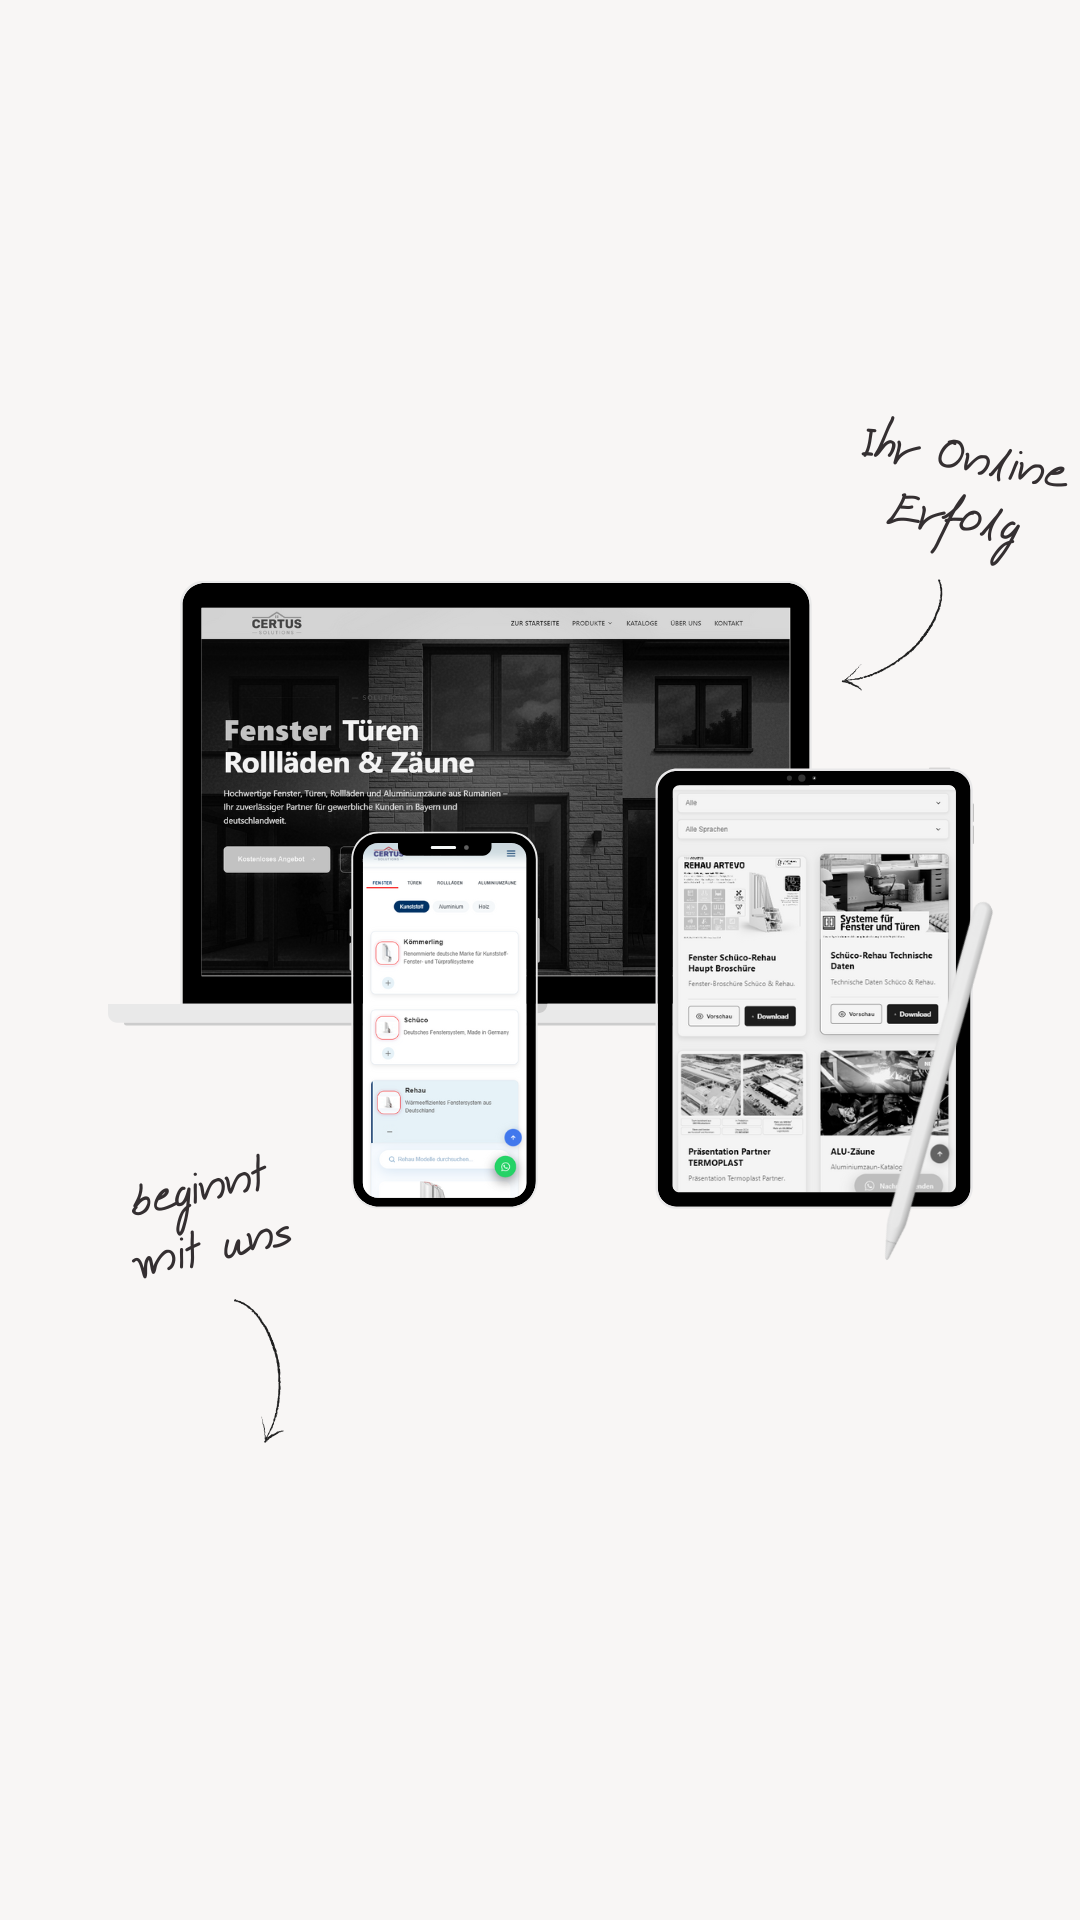 Ihr Online
Erfolg
CERTUS
SOLUTIONS
ZUR STARTSEITE PRODUKTE KATALOGE ÜBER UNS KONTAKT
Fenster Türen
Rollläden & Zäune
Hochwertige Fenster, Türen, Rollläden und Aluminiumzäune aus Rumänien –
Ihr zuverlässiger Partner für gewerbliche Kunden in Bayern und
deutschlandweit.
Kostenloses Angebot
CERTUS
FENSTER TÜREN ROLLLÄDEN ALUMINIUMZÄUNE
Kunststoff Aluminium Holz
Kömmerling
Renommierte deutsche Marke für Kunststoff-
Fenster- und Türprofilsysteme
Schüco
Deutsches Fenstersystem, Made in Germany
Rehau
Wärmeeffizientes Fenstersystem aus
Deutschland
Rehau Modelle durchsuchen...
Alle
Alle Sprachen
REHAU ARTEVO
Fenster Schüco-Rehau
Haupt Broschüre
Fenster-Broschüre Schüco & Rehau.
Vorschau Download
Systeme für
Fenster und Türen
Schüco-Rehau Technische
Daten
Technische Daten Schüco & Rehau.
Vorschau Download
Präsentation Partner
TERMOPLAST
Präsentation Termoplast Partner.
ALU-Zäune
Aluminiumzaun-Katalog
beginnt
mit uns